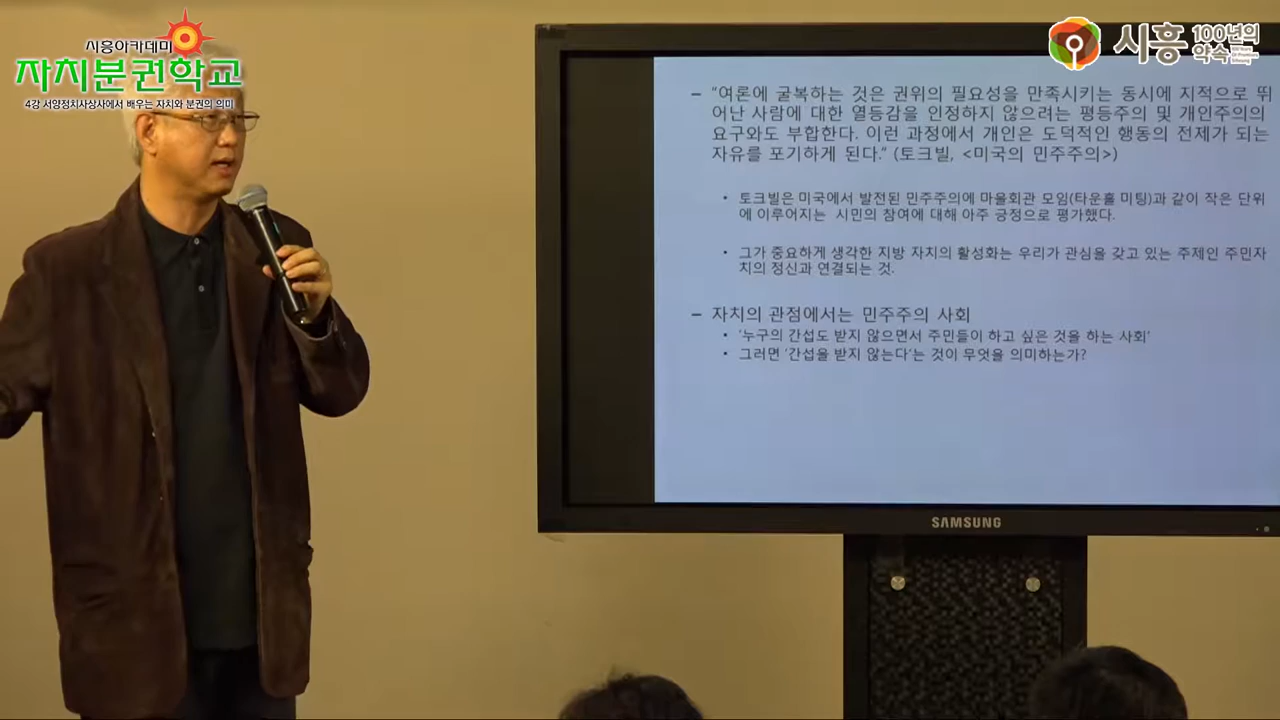 시흥아카데미
자치분권학교
4강 서양정치사상사에서 배우는 자치와 분권의 의미
시흥 100년의
약속
– “여론에 굴복하는 것은 권위의 필요성을 만족시키는 동시에 지적으로 뛰
어난 사람에 대한 열등감을 인정하지 않으려는 평등주의 및 개인주의의
요구와도 부합한다. 이런 과정에서 개인은 도덕적인 행동의 전제가 되는
자유를 포기하게 된다.” (토크빌, <미국의 민주주의>)
• 토크빌은 미국에서 발전된 민주주의에 마을회관 모임(타운홀 미팅)과 같이 작은 단위
에 이루어지는 시민의 참여에 대해 아주 긍정으로 평가했다.
• 그가 중요하게 생각한 지방 자치의 활성화는 우리가 관심을 갖고 있는 주제인 주민자
치의 정신과 연결되는 것.
– 자치의 관점에서는 민주주의 사회
• ‘누구의 간섭도 받지 않으면서 주민들이 하고 싶은 것을 하는 사회’
• 그러면 ‘간섭을 받지 않는다’는 것이 무엇을 의미하는가?
SAMSUNG